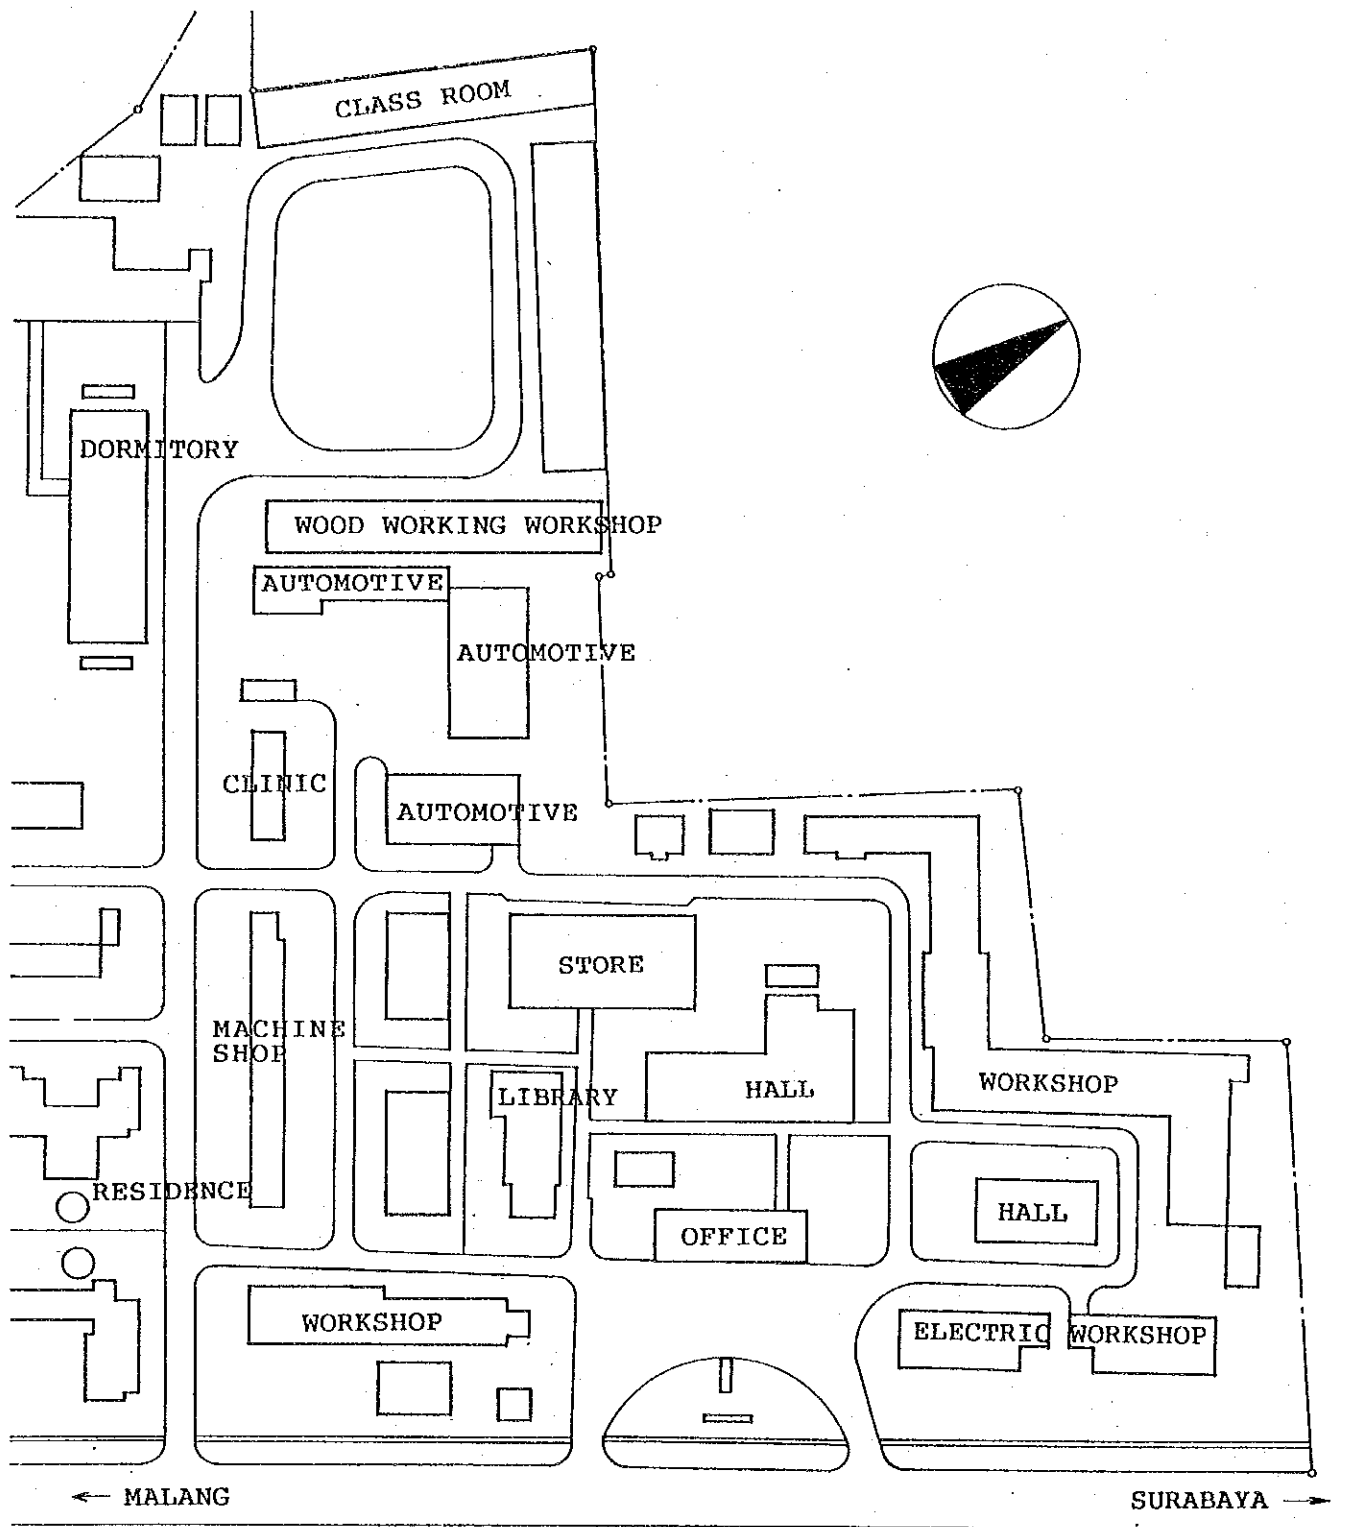 CLASS ROOM
DORMITORY
WOOD WORKING WORKSHOP
AUTOMOTIVE
AUTOMOTIVE
CLINIC
AUTOMOTIVE
STORE
MACHINE
SHOP
WORKSHOP
HALL
LIBRARY
RESIDENCE
HALL
OFFICE
WORKSHOP
ELECTRIC WORKSHOP
← MALANG
SURABAYA →